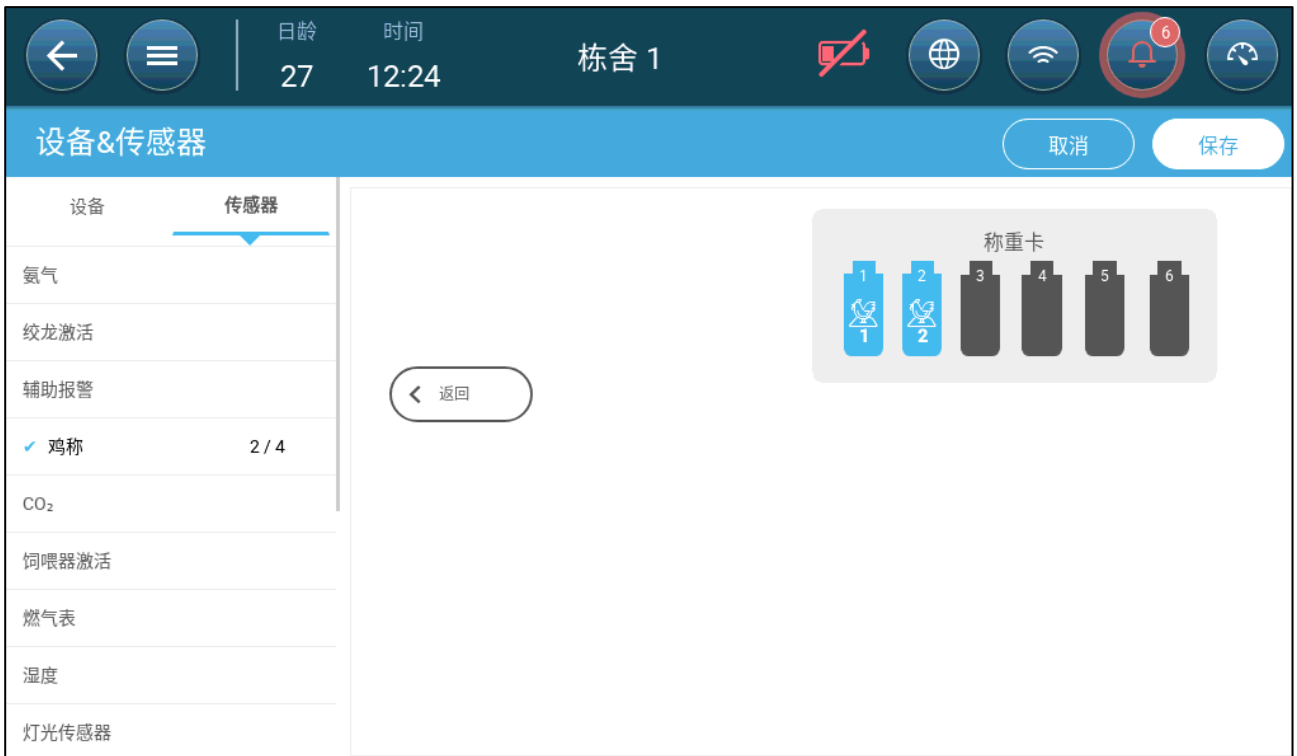 日龄 时间
6
27 12:24 栋舍 1
设备&传感器 取消 保存
设备 传感器
称重卡
1 2 3 4 5 6
1 2
氨气
绞龙激活
辅助报警
返回
鸡称 2 / 4
CO₂
饲喂器激活
燃气表
湿度
灯光传感器